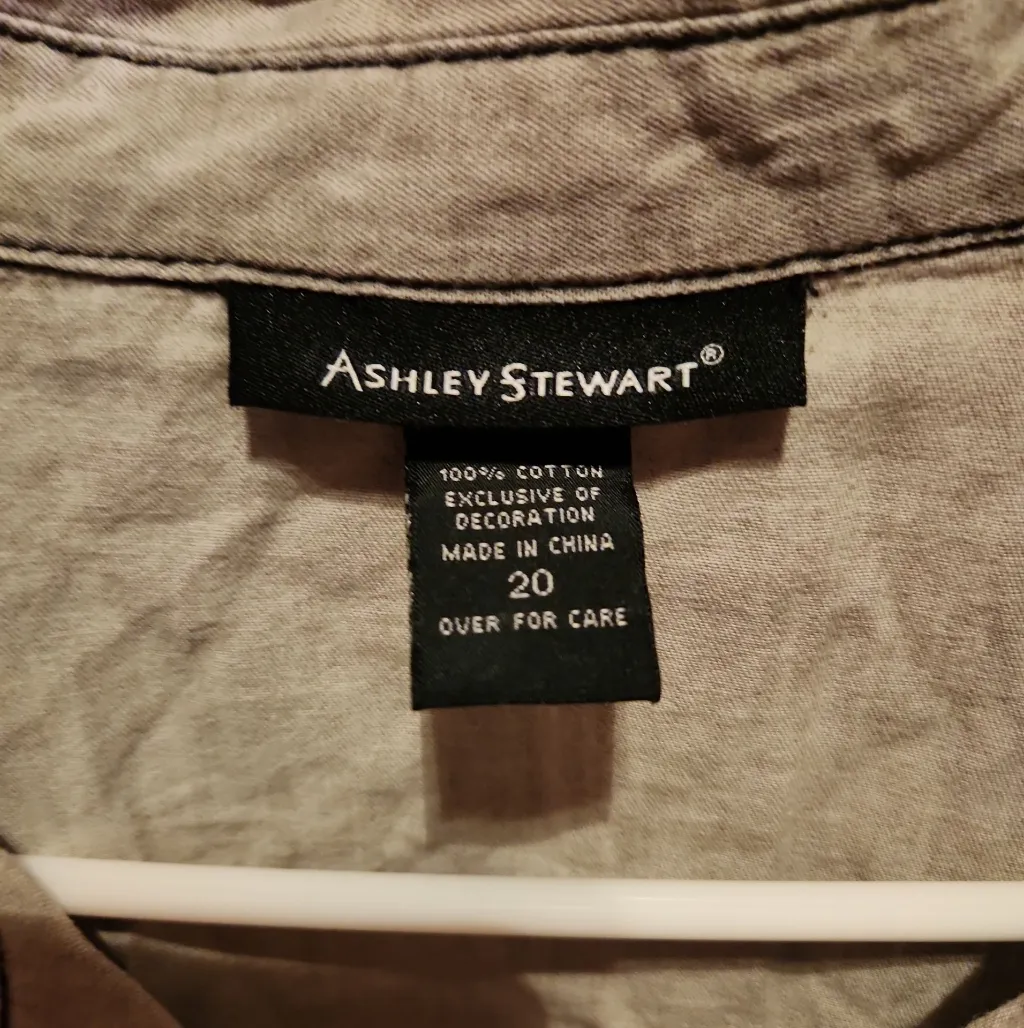 ASHLEY STEWART®
100% COTTON
EXCLUSIVE OF
DECORATION
MADE IN CHINA
20
OVER FOR CARE